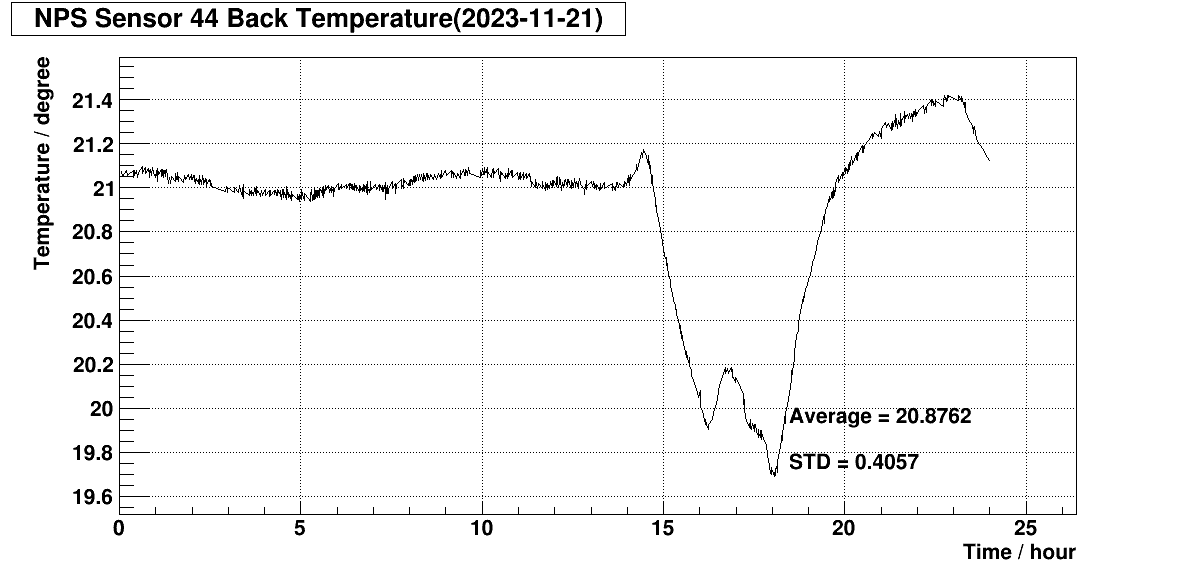 NPS Sensor 44 Back Temperature(2023-11-21)
Temperature / degree
21.4
21.2
21
20.8
20.6
20.4
20.2
20
19.8
19.6
Average = 20.8762
STD = 0.4057
0 5 10 15 20 25
Time / hour